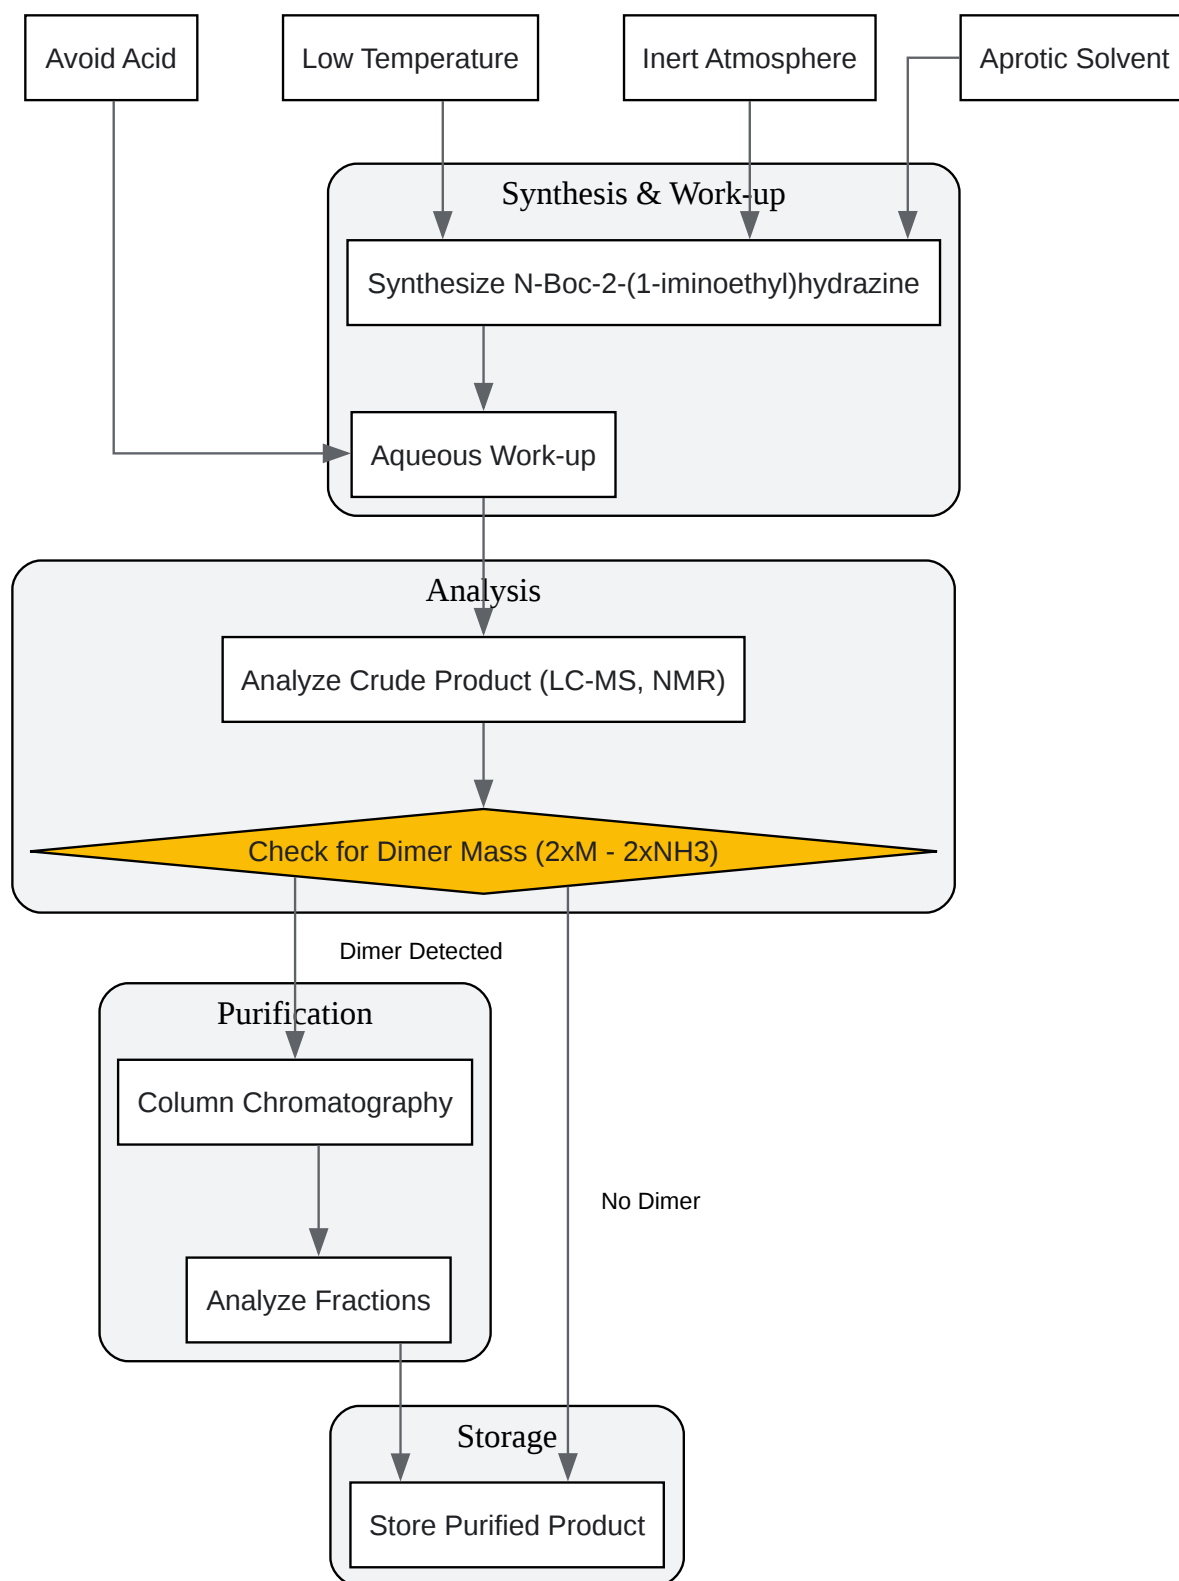 Avoid Acid
Low Temperature
Inert Atmosphere
Aprotic Solvent
Synthesis & Work-up
Synthesize N-Boc-2-(1-iminoethyl)hydrazine
Aqueous Work-up
Analysis
Analyze Crude Product (LC-MS, NMR)
Check for Dimer Mass (2xM - 2xNH3)
Dimer Detected
Purification
Column Chromatography
No Dimer
Analyze Fractions
Storage
Store Purified Product